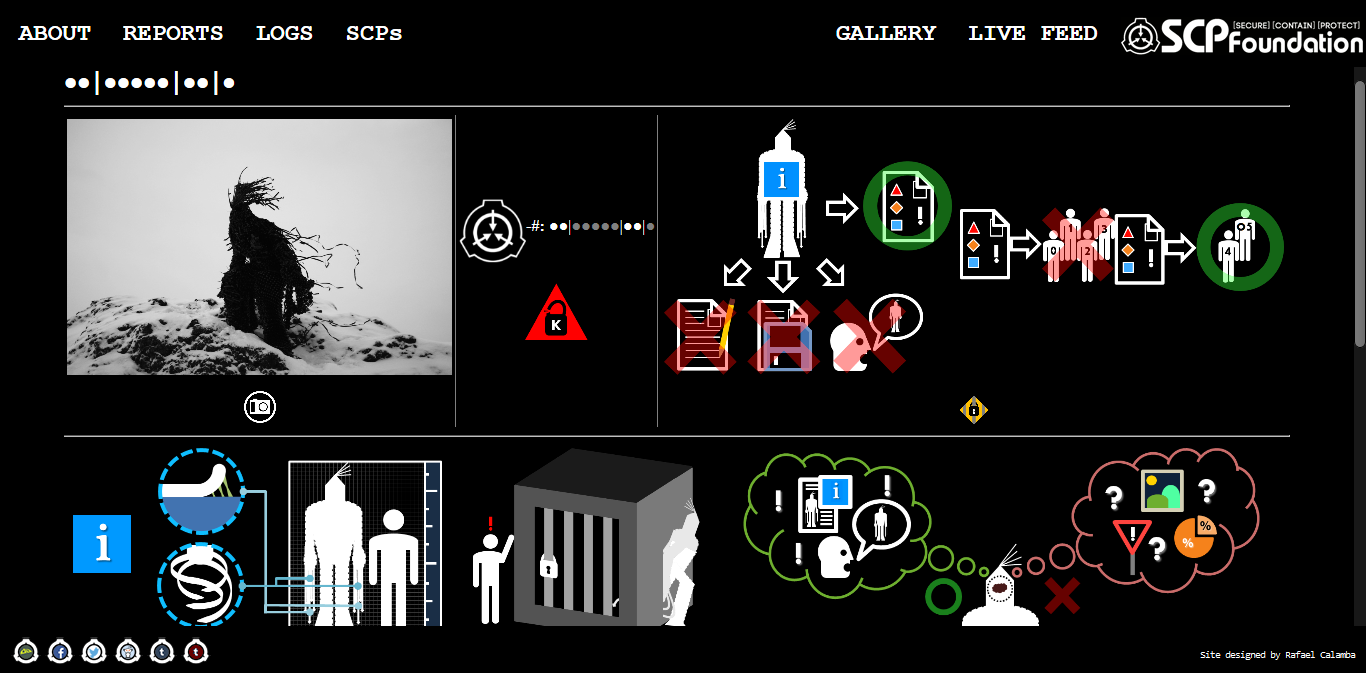 ABOUT REPORTS LOGS SCPs GALLERY LIVE FEED
[SECURE] [CONTAIN] [PROTECT]
SCP Foundation
●●|●●●●●|●●|●
i
-#: ●●|●●●●●|●●|●
K
!
!
!
0 1 2 3
4 O5
i
!
! i !
!
? ?
! ? % %
Site designed by Rafael Calamba